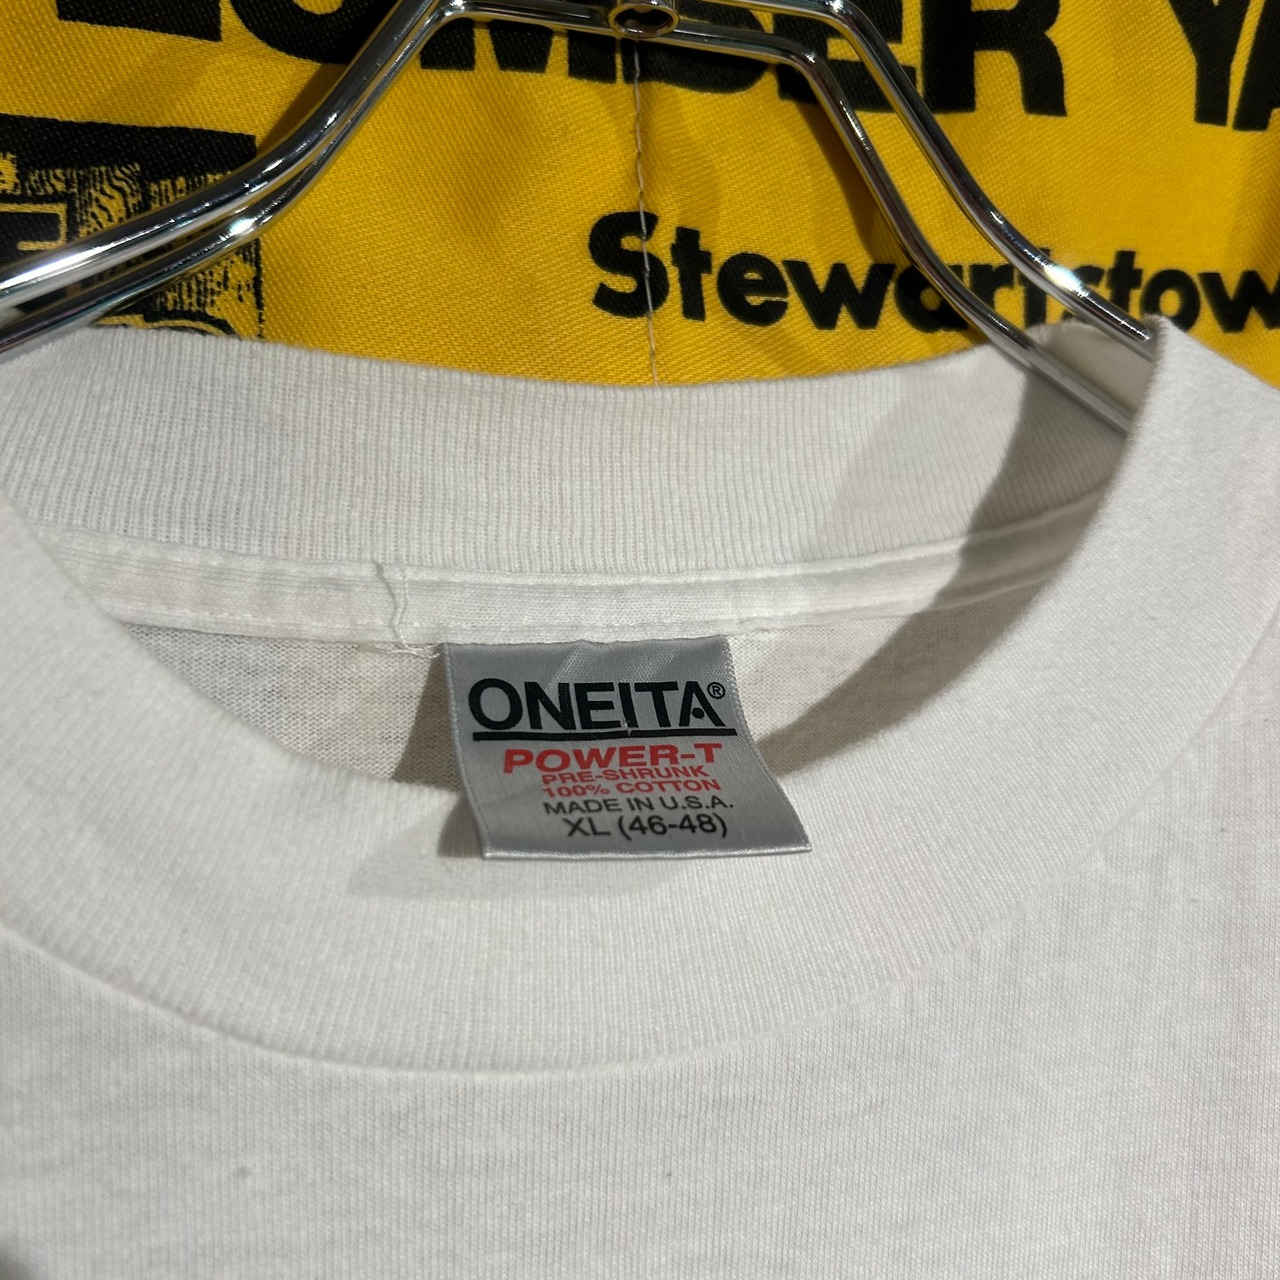 Stewartstow
ONEITA®
POWER-T
PRE-SHRUNK
100% COTTON
MADE IN U.S.A.
XL (46-48)